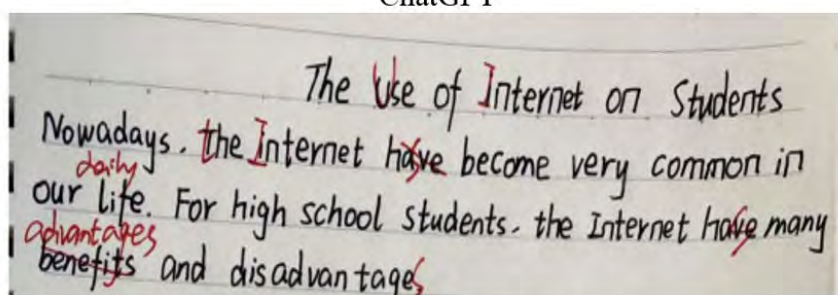 ChatGPT
The Use of Internet on Students
Nowadays, the Internet have become very common in
daily
our life. For high school students, the Internet have many
advantages
benefits and disadvantages